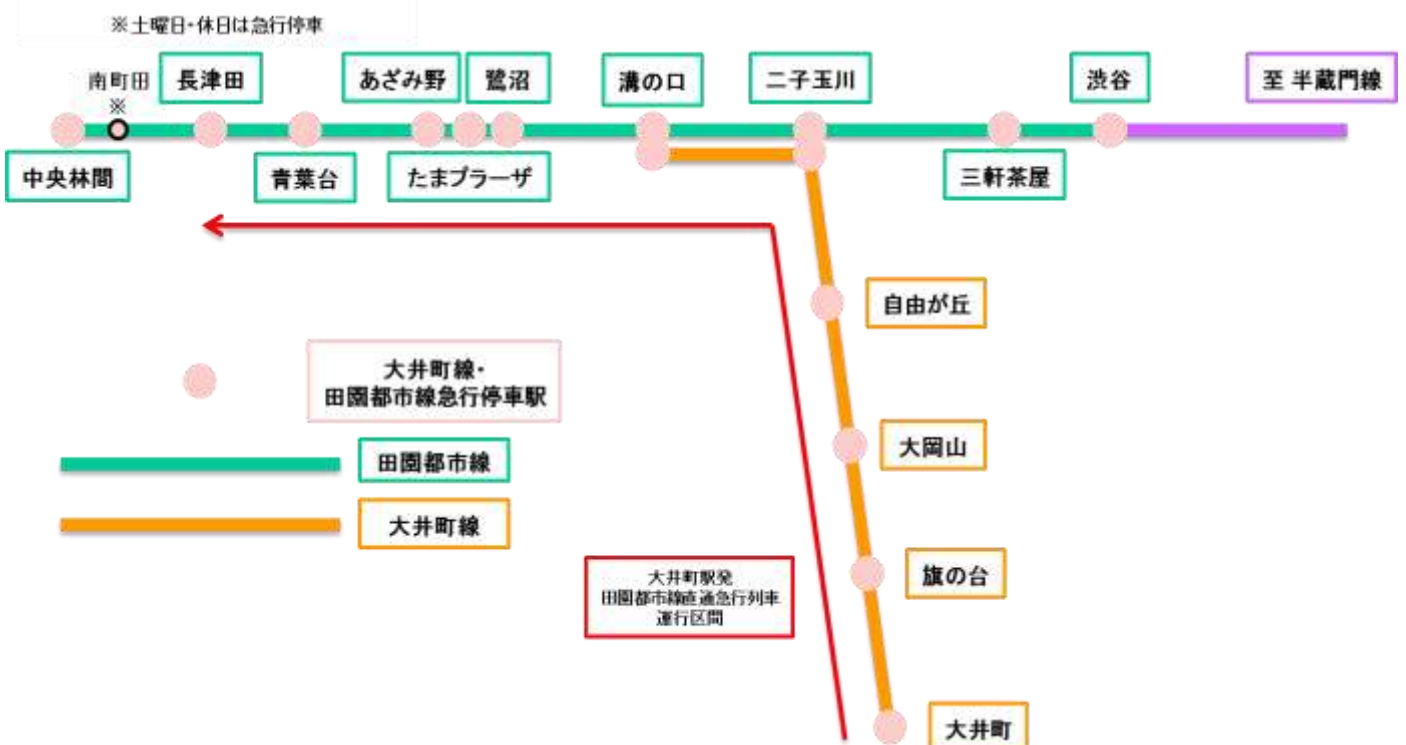 ※土曜日・休日は急行停車
南町田
※
長津田
あざみ野
鷺沼
溝の口
二子玉川
渋谷
至 半蔵門線
中央林間
青葉台
たまプラーザ
三軒茶屋
自由が丘
大井町線・
田園都市線急行停車駅
大岡山
田園都市線
大井町線
旗の台
大井町駅発
田園都市線直通急行列車
運行区間
大井町